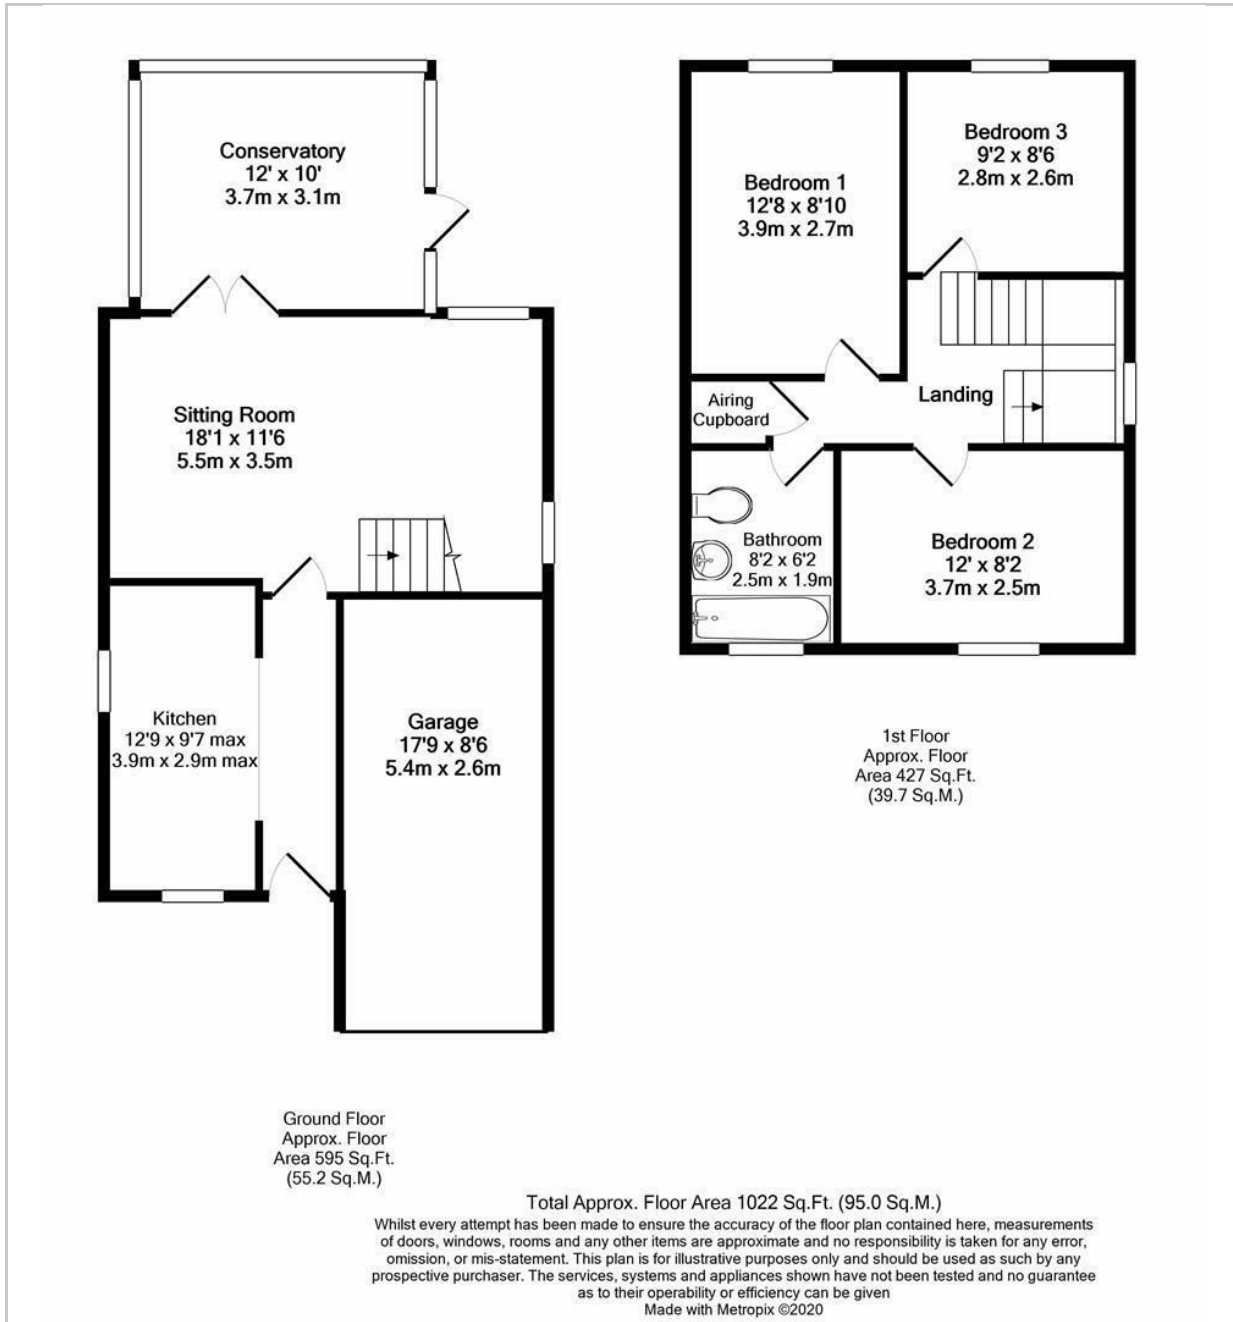 Conservatory
12' x 10'
3.7m x 3.1m
Sitting Room
18'1 x 11'6
5.5m x 3.5m
Kitchen
12'9 x 9'7 max
3.9m x 2.9m max
Garage
17'9 x 8'6
5.4m x 2.6m
Ground Floor
Approx. Floor
Area 595 Sq.Ft.
(55.2 Sq.M.)
Bedroom 1
12'8 x 8'10
3.9m x 2.7m
Bedroom 3
9'2 x 8'6
2.8m x 2.6m
Airing
Cupboard
Landing
Bathroom
8'2 x 6'2
2.5m x 1.9m
Bedroom 2
12' x 8'2
3.7m x 2.5m
1st Floor
Approx. Floor
Area 427 Sq.Ft.
(39.7 Sq.M.)
Total Approx. Floor Area 1022 Sq.Ft. (95.0 Sq.M.)
Whilst every attempt has been made to ensure the accuracy of the floor plan contained here, measurements
of doors, windows, rooms and any other items are approximate and no responsibility is taken for any error,
omission, or mis-statement. This plan is for illustrative purposes only and should be used as such by any
prospective purchaser. The services, systems and appliances shown have not been tested and no guarantee
as to their operability or efficiency can be given
Made with Metropix ©2020